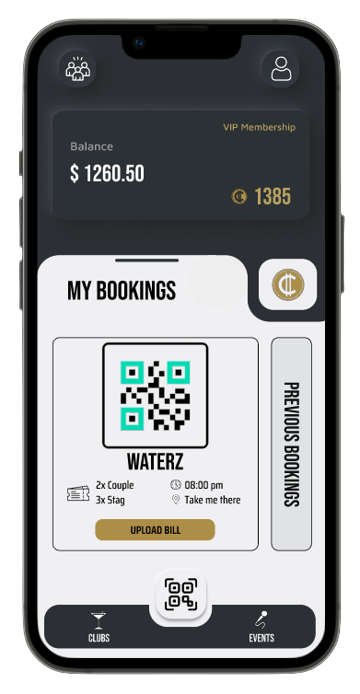 VIP Membership
Balance
$ 1260.50
1385
MY BOOKINGS
WATERZ
2x Couple
08:00 pm
3x Stag
Take me there
UPLOAD BILL
PREVIOUS BOOKINGS
CLUBS
EVENTS